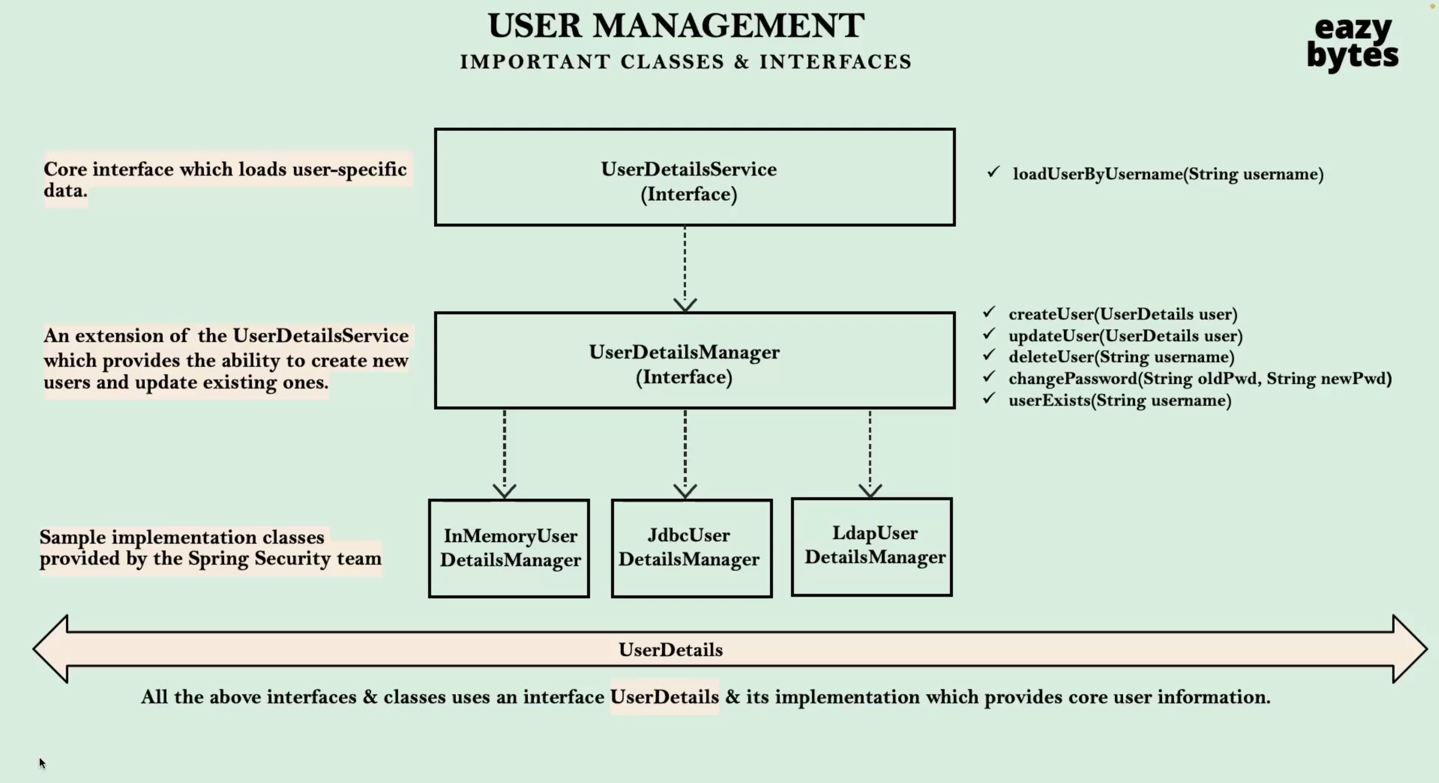 USER MANAGEMENT
IMPORTANT CLASSES & INTERFACES
eazy
bytes
Core interface which loads user-specific
data.
UserDetailsService
(Interface)
✓ loadUserByUsername(String username)
An extension of the UserDetailsService
which provides the ability to create new
users and update existing ones.
UserDetailsManager
(Interface)
✓ createUser(UserDetails user)
✓ updateUser(UserDetails user)
✓ deleteUser(String username)
✓ changePassword(String oldPwd, String newPwd)
✓ userExists(String username)
Sample implementation classes
provided by the Spring Security team
InMemoryUser
DetailsManager
JdbcUser
DetailsManager
LdapUser
DetailsManager
UserDetails
All the above interfaces & classes uses an interface UserDetails & its implementation which provides core user information.